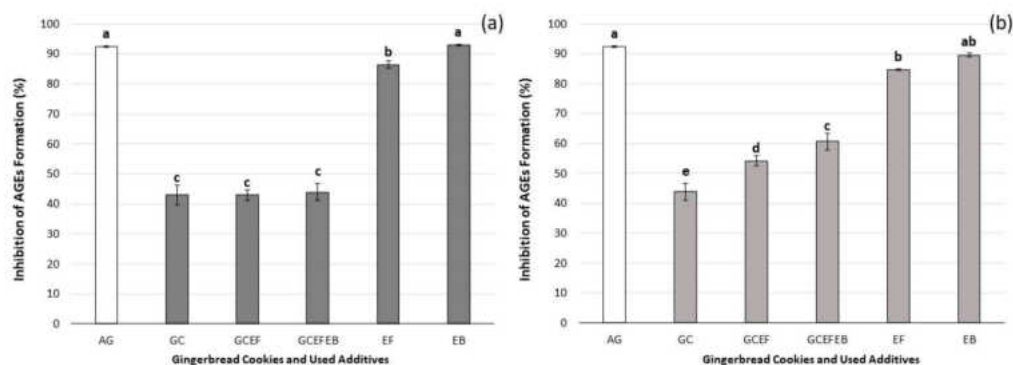 (a)
Inhibition of AGEs Formation (%)
100
90
80
70
60
50
40
30
20
10
0
a
c
c
c
b
a
AG GC GCEF GCEFEB EF EB
Gingerbread Cookies and Used Additives
(b)
Inhibition of AGEs Formation (%)
100
90
80
70
60
50
40
30
20
10
0
a
e
d
c
b
ab
AG GC GCEF GCEFEB EF EB
Gingerbread Cookies and Used Additives